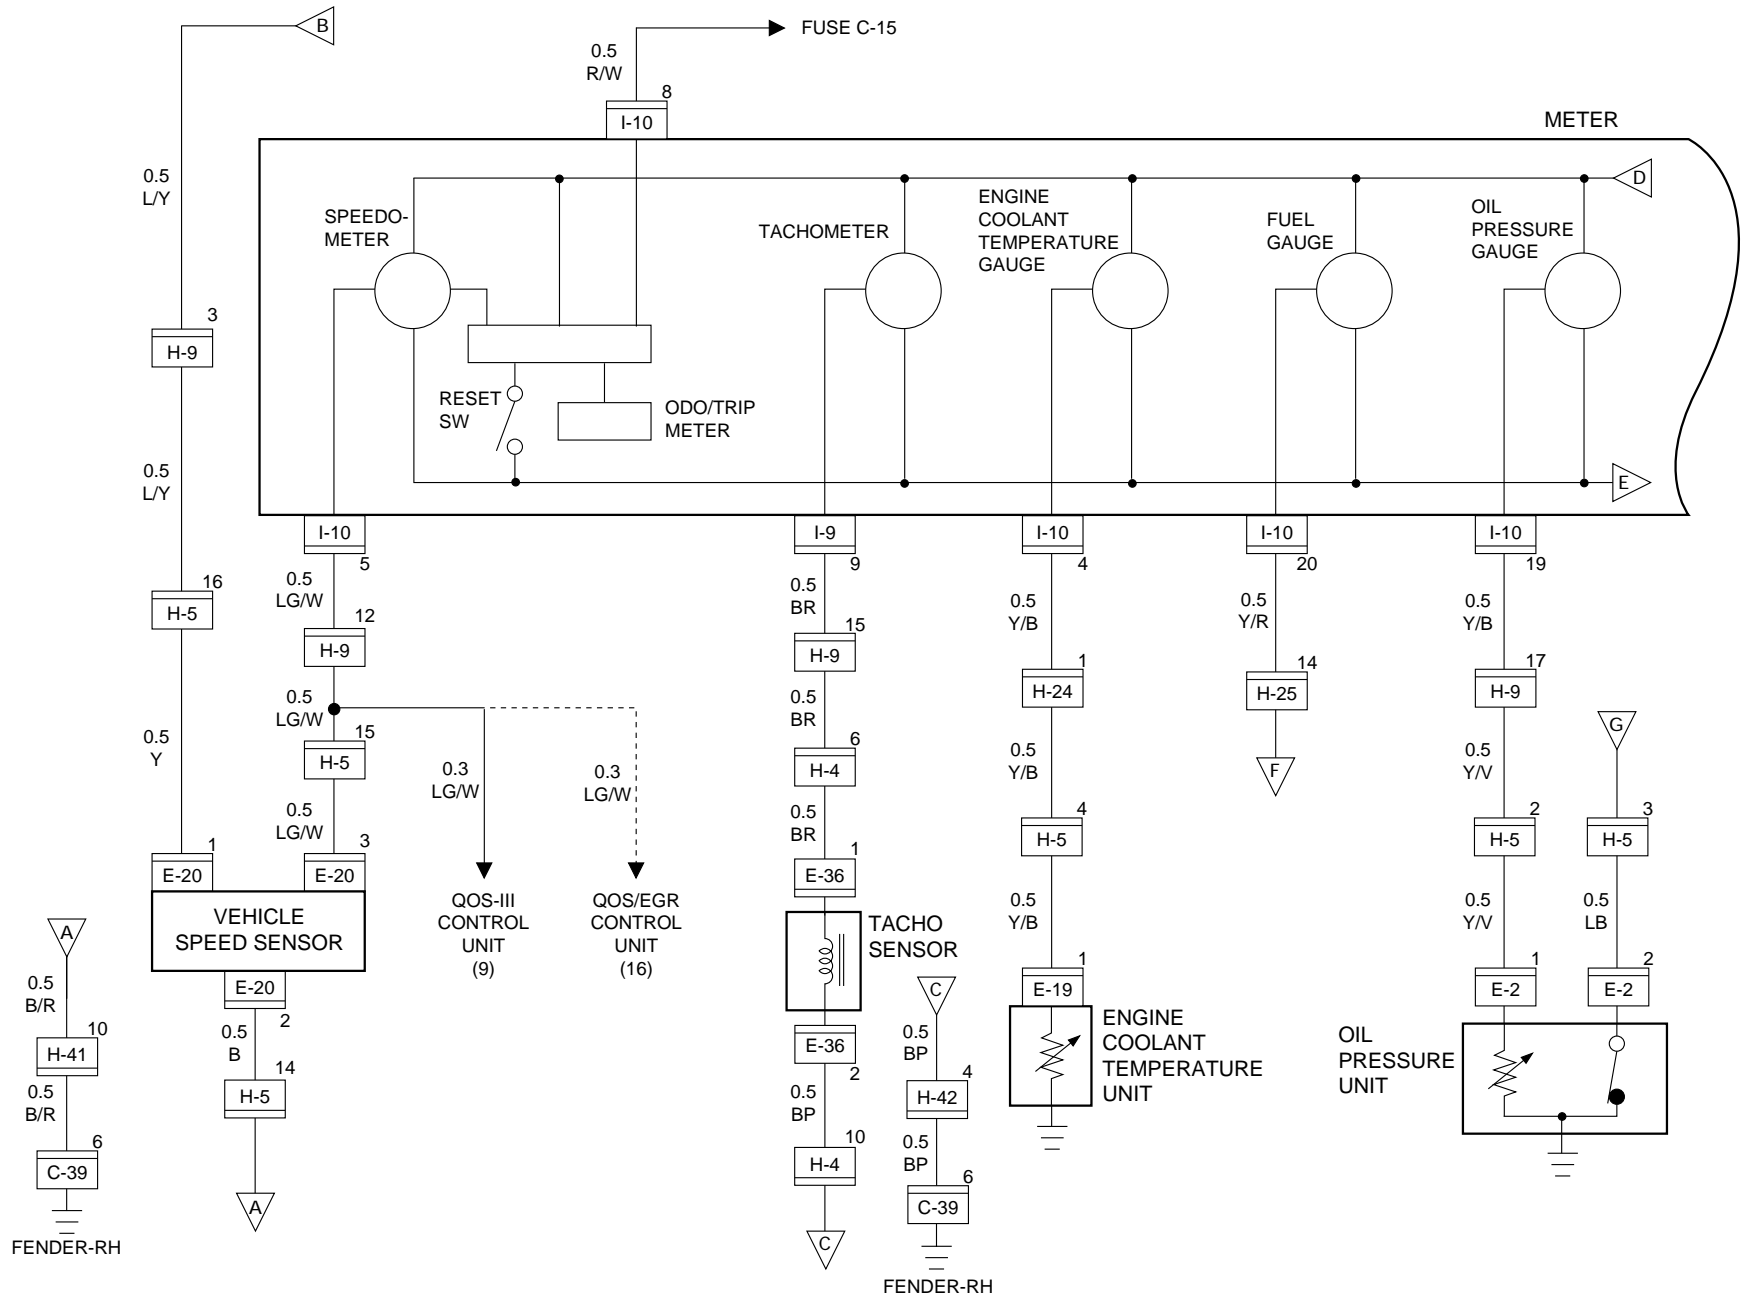 B
FUSE C-15
0.5
R/W
8
I-10
METER
0.5
L/Y
D
SPEEDO-
METER
TACHOMETER
ENGINE
COOLANT
TEMPERATURE
GAUGE
FUEL
GAUGE
OIL
PRESSURE
GAUGE
3
H-9
RESET
SW
ODO/TRIP
METER
0.5
L/Y
E
I-10
5
I-9
9
I-10
4
I-10
20
I-10
19
16
H-5
0.5
LG/W
0.5
BR
0.5
Y/B
0.5
Y/R
0.5
Y/B
12
H-9
15
H-9
1
H-24
14
H-25
17
H-9
0.5
LG/W
0.5
BR
0.5
Y
15
H-5
6
H-4
0.5
Y/B
F
0.5
Y/V
G
0.3
LG/W
0.3
LG/W
0.5
LG/W
0.5
BR
4
H-5
2
H-5
3
H-5
1
E-20
3
E-20
1
E-36
VEHICLE
SPEED SENSOR
QOS-III
CONTROL
UNIT
(9)
QOS/EGR
CONTROL
UNIT
(16)
TACHO
SENSOR
0.5
Y/B
0.5
Y/V
0.5
LB
A
0.5
B/R
E-20
2
C
1
E-19
1
E-2
2
E-2
10
H-41
0.5
B
E-36
2
0.5
BP
ENGINE
COOLANT
TEMPERATURE
UNIT
OIL
PRESSURE
UNIT
0.5
B/R
14
H-5
0.5
BP
4
H-42
6
C-39
10
H-4
0.5
BP
A
6
C-39
FENDER-RH
C
FENDER-RH